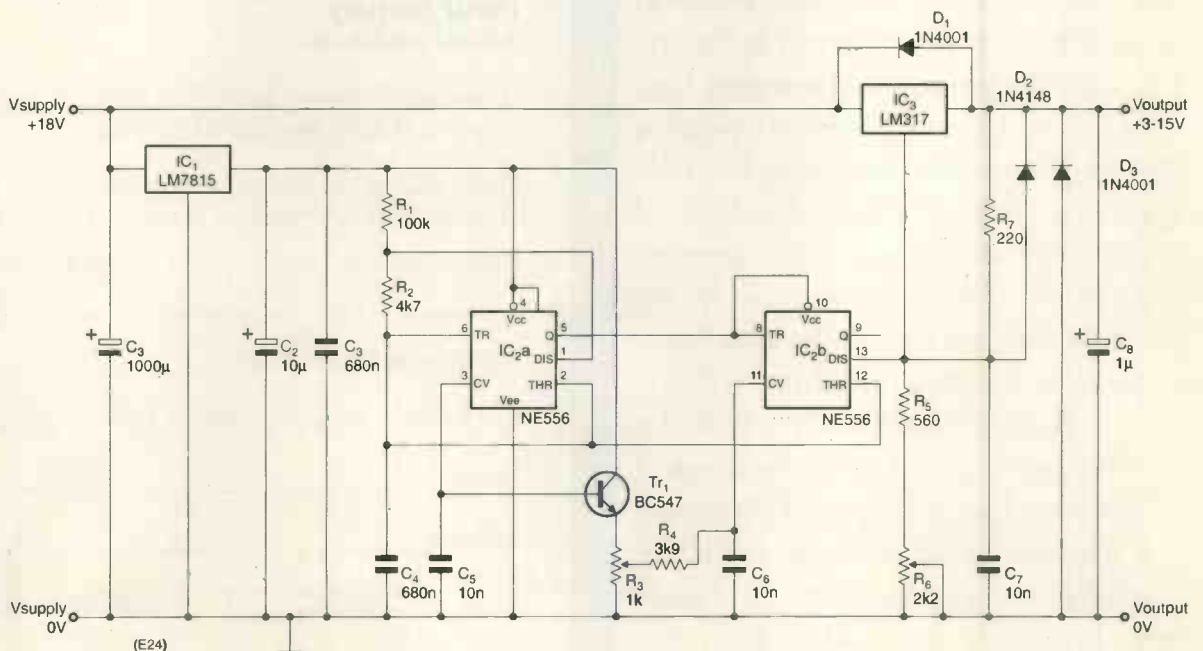 D1
1N4001
Vsupply
+18V
IC3
LM317
D2
1N4148
Voutput
+3-15V
IC1
LM7815
D3
1N4001
R1
100k
R7
220
R2
4k7
4
Vcc
6
TR
Q
5
IC2a
DIS
1
3
CV
THR
2
Vee
NE556
10
Vcc
8
TR
Q
9
IC2b
DIS
13
11
CV
THR
12
NE556
+
C3
1000µ
+
C2
10µ
C3
680n
R5
560
+
C8
1µ
Tr1
BC547
R4
3k9
C4
680n
C5
10n
R3
1k
C6
10n
R6
2k2
C7
10n
Vsupply
0V
Voutput
0V
(E24)